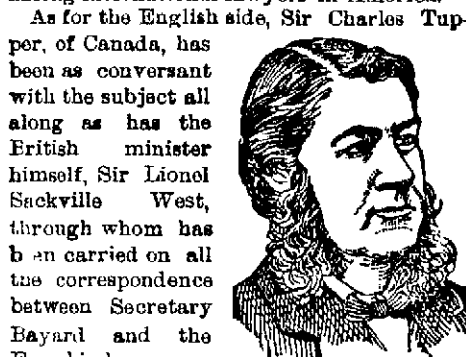 As for the English side, Sir Charles Tup-
per, of Canada, has
been as conversant
with the subject all
along as has the
British minister
himself, Sir Lionel
Sackville West,
through whom has
b en carried on all
the correspondence
between Secretary
Bayard and the